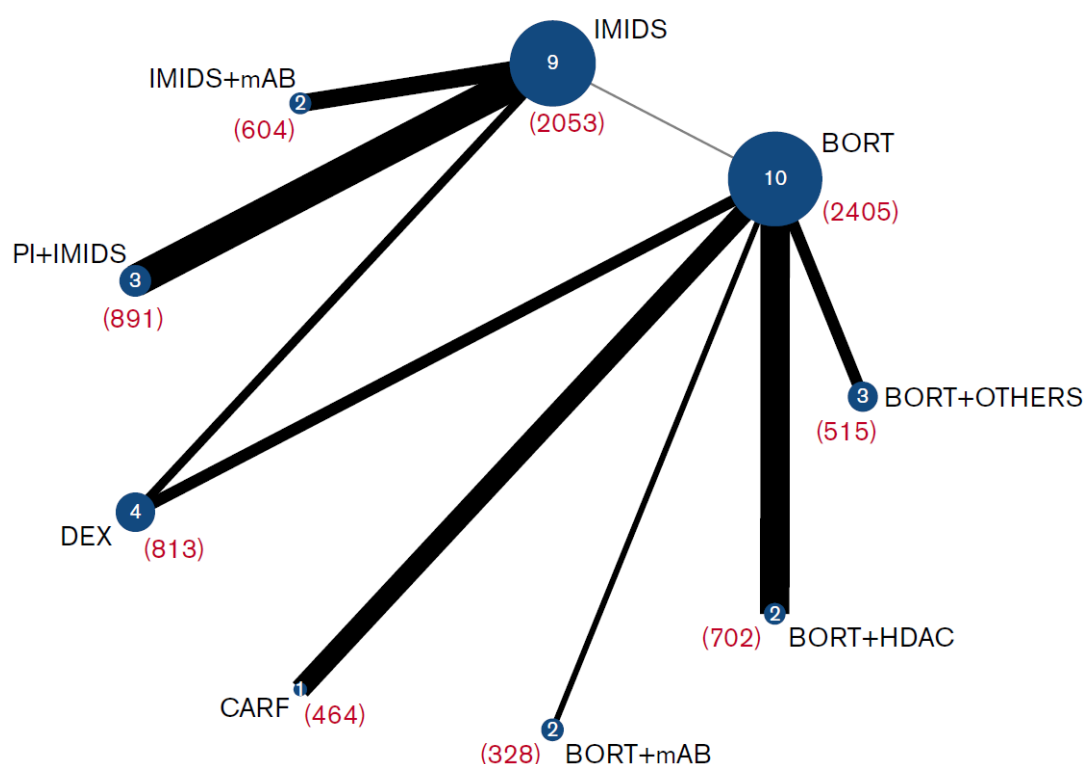 IMIDS
9
(2053)
IMIDS+mAB
2
(604)
BORT
10
(2405)
PI+IMIDS
3
(891)
3
BORT+OTHERS
(515)
DEX
4
(813)
2
(702)
BORT+HDAC
CARF
1
(464)
2
(328)
BORT+mAB